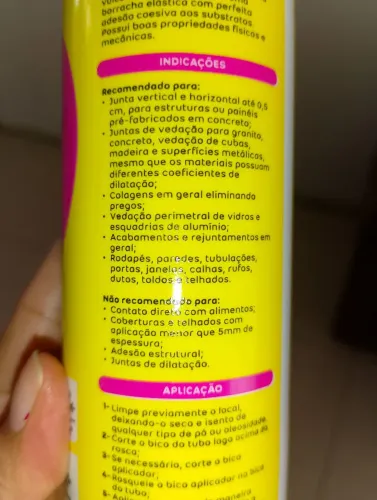 borracha elástica com perfeita
adesão coesiva aos substratos.
Possui boas propriedades físicas e
mecânicas.
INDICAÇÕES
Recomendado para:
• Junta vertical e horizontal até 0,5
cm, para estruturas ou painéis
pré-fabricados em concreto;
• Juntas de vedação para granito,
concreto, vedação de cubas,
madeira e superfícies metálicas,
mesmo que os materiais possuam
diferentes coeficientes de
dilatação;
• Colagens em geral eliminando
pregos;
• Vedação perimetral de vidros e
esquadrias de alumínio;
• Acabamentos e rejuntamentos em
geral;
• Rodapés, paredes, tubulações,
portas, janelas, calhas, rufos,
dutos, toldos e telhados.
Não recomendado para:
• Contato direto com alimentos;
• Coberturas e telhados com
aplicação menor que 5mm de
espessura;
• Adesão estrutural;
• Juntas de dilatação.
APLICAÇÃO
1- Limpe previamente o local,
deixando-o seco e isento de
qualquer tipo de pó ou oleosidade.
2- Corte o bico do tubo logo acima da
rosca;
3- Se necessário, corte o bico
aplicador;
4- Rosqueie o bico aplicador no bico
do tubo;
5-